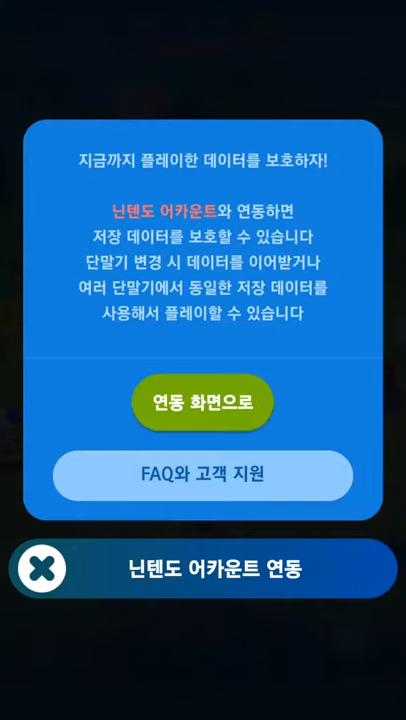 지금까지 플레이한 데이터를 보호하자!
닌텐도 어카운트와 연동하면
저장 데이터를 보호할 수 있습니다
단말기 변경 시 데이터를 이어받거나
여러 단말기에서 동일한 저장 데이터를
사용해서 플레이할 수 있습니다
연동 화면으로
FAQ와 고객 지원
닌텐도 어카운트 연동